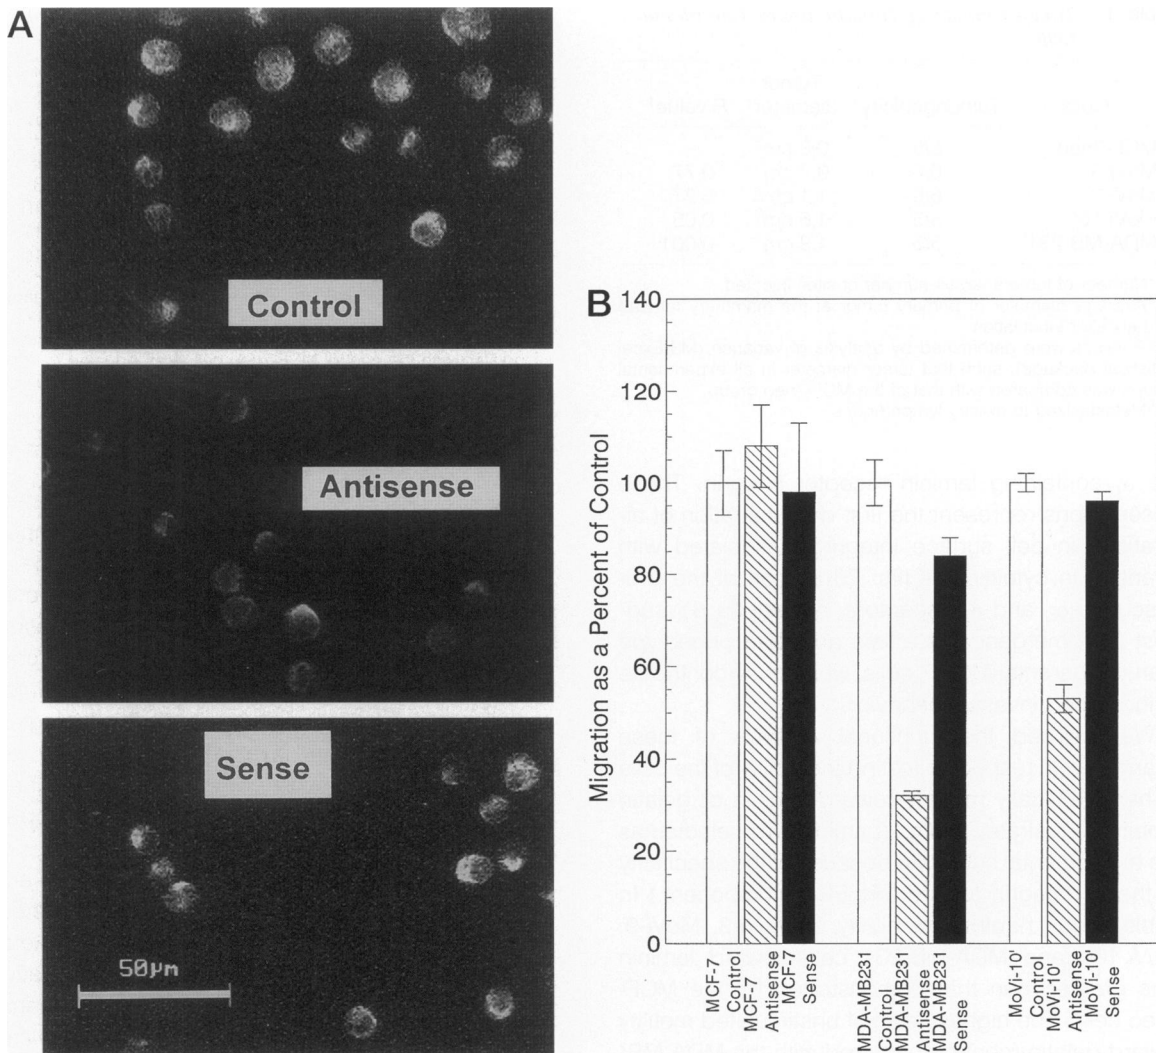 A
Control
Antisense
Sense
50µm
B
Migration as a Percent of Control
140
120
100
80
60
40
20
0
MCF-7
Control
MCF-7
Antisense
MCF-7
Sense
MDA-MB231
Control
MDA-MB231
Antisense
MDA-MB231
Sense
MoVi-10'
Control
MoVi-10'
Antisense
MoVi-10'
Sense